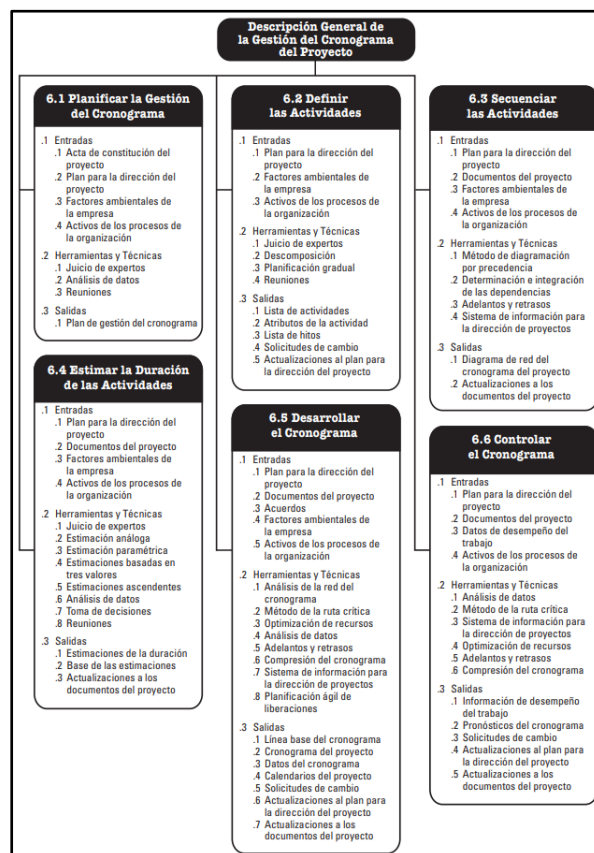 Descripción General de
la Gestión del Cronograma
del Proyecto
6.1 Planificar la Gestión
del Cronograma
.1 Entradas
.1 Acta de constitución del
proyecto
.2 Plan para la dirección del
proyecto
.3 Factores ambientales de
la empresa
.4 Activos de los procesos de
la organización
.2 Herramientas y Técnicas
.1 Juicio de expertos
.2 Análisis de datos
.3 Reuniones
.3 Salidas
.1 Plan de gestión del cronograma
6.2 Definir
las Actividades
.1 Entradas
.1 Plan para la dirección del
proyecto
.2 Factores ambientales de
la empresa
.3 Activos de los procesos de
la organización
.2 Herramientas y Técnicas
.1 Juicio de expertos
.2 Descomposición
.3 Planificación gradual
.4 Reuniones
.3 Salidas
.1 Lista de actividades
.2 Atributos de la actividad
.3 Lista de hitos
.4 Solicitudes de cambio
.5 Actualizaciones al plan para
la dirección del proyecto
6.3 Secuenciar
las Actividades
.1 Entradas
.1 Plan para la dirección del
proyecto
.2 Documentos del proyecto
.3 Factores ambientales de la
empresa
.4 Activos de los procesos de
la organización
.2 Herramientas y Técnicas
.1 Método de diagramación
por precedencia
.2 Determinación e integración
de las dependencias
.3 Adelantos y retrasos
.4 Sistema de información para
la dirección de proyectos
.3 Salidas
.1 Diagrama de red del
cronograma del proyecto
.2 Actualizaciones a los
documentos del proyecto
6.4 Estimar la Duración
de las Actividades
.1 Entradas
.1 Plan para la dirección del
proyecto
.2 Documentos del proyecto
.3 Factores ambientales de
la empresa
.4 Activos de los procesos de
la organización
.2 Herramientas y Técnicas
.1 Juicio de expertos
.2 Estimación análoga
.3 Estimación paramétrica
.4 Estimaciones basadas en
tres valores
.5 Estimaciones ascendentes
.6 Análisis de datos
.7 Toma de decisiones
.8 Reuniones
.3 Salidas
.1 Estimaciones de la duración
.2 Base de las estimaciones
.3 Actualizaciones a los
documentos del proyecto
6.5 Desarrollar
el Cronograma
.1 Entradas
.1 Plan para la dirección del
proyecto
.2 Documentos del proyecto
.3 Acuerdos
.4 Factores ambientales de
la empresa
.5 Activos de los procesos de
la organización
.2 Herramientas y Técnicas
.1 Análisis de la red del
cronograma
.2 Método de la ruta crítica
.3 Optimización de recursos
.4 Análisis de datos
.5 Adelantos y retrasos
.6 Compresión del cronograma
.7 Sistema de información para
la dirección de proyectos
.8 Planificación ágil de
liberaciones
.3 Salidas
.1 Línea base del cronograma
.2 Cronograma del proyecto
.3 Datos del cronograma
.4 Calendarios del proyecto
.5 Solicitudes de cambio
.6 Actualizaciones al plan para la
dirección del proyecto
.7 Actualizaciones a los
documentos del proyecto
6.6 Controlar
el Cronograma
.1 Entradas
.1 Plan para la dirección del
proyecto
.2 Documentos del proyecto
.3 Datos de desempeño del
trabajo
.4 Activos de los procesos de la
organización
.2 Herramientas y Técnicas
.1 Análisis de datos
.2 Método de la ruta crítica
.3 Sistema de información para
la dirección de proyectos
.4 Optimización de recursos
.5 Adelantos y retrasos
.6 Compresión del cronograma
.3 Salidas
.1 Información de desempeño
del trabajo
.2 Pronósticos del cronograma
.3 Solicitudes de cambio
.4 Actualizaciones al plan para la
dirección del proyecto
.5 Actualizaciones a los
documentos del proyecto